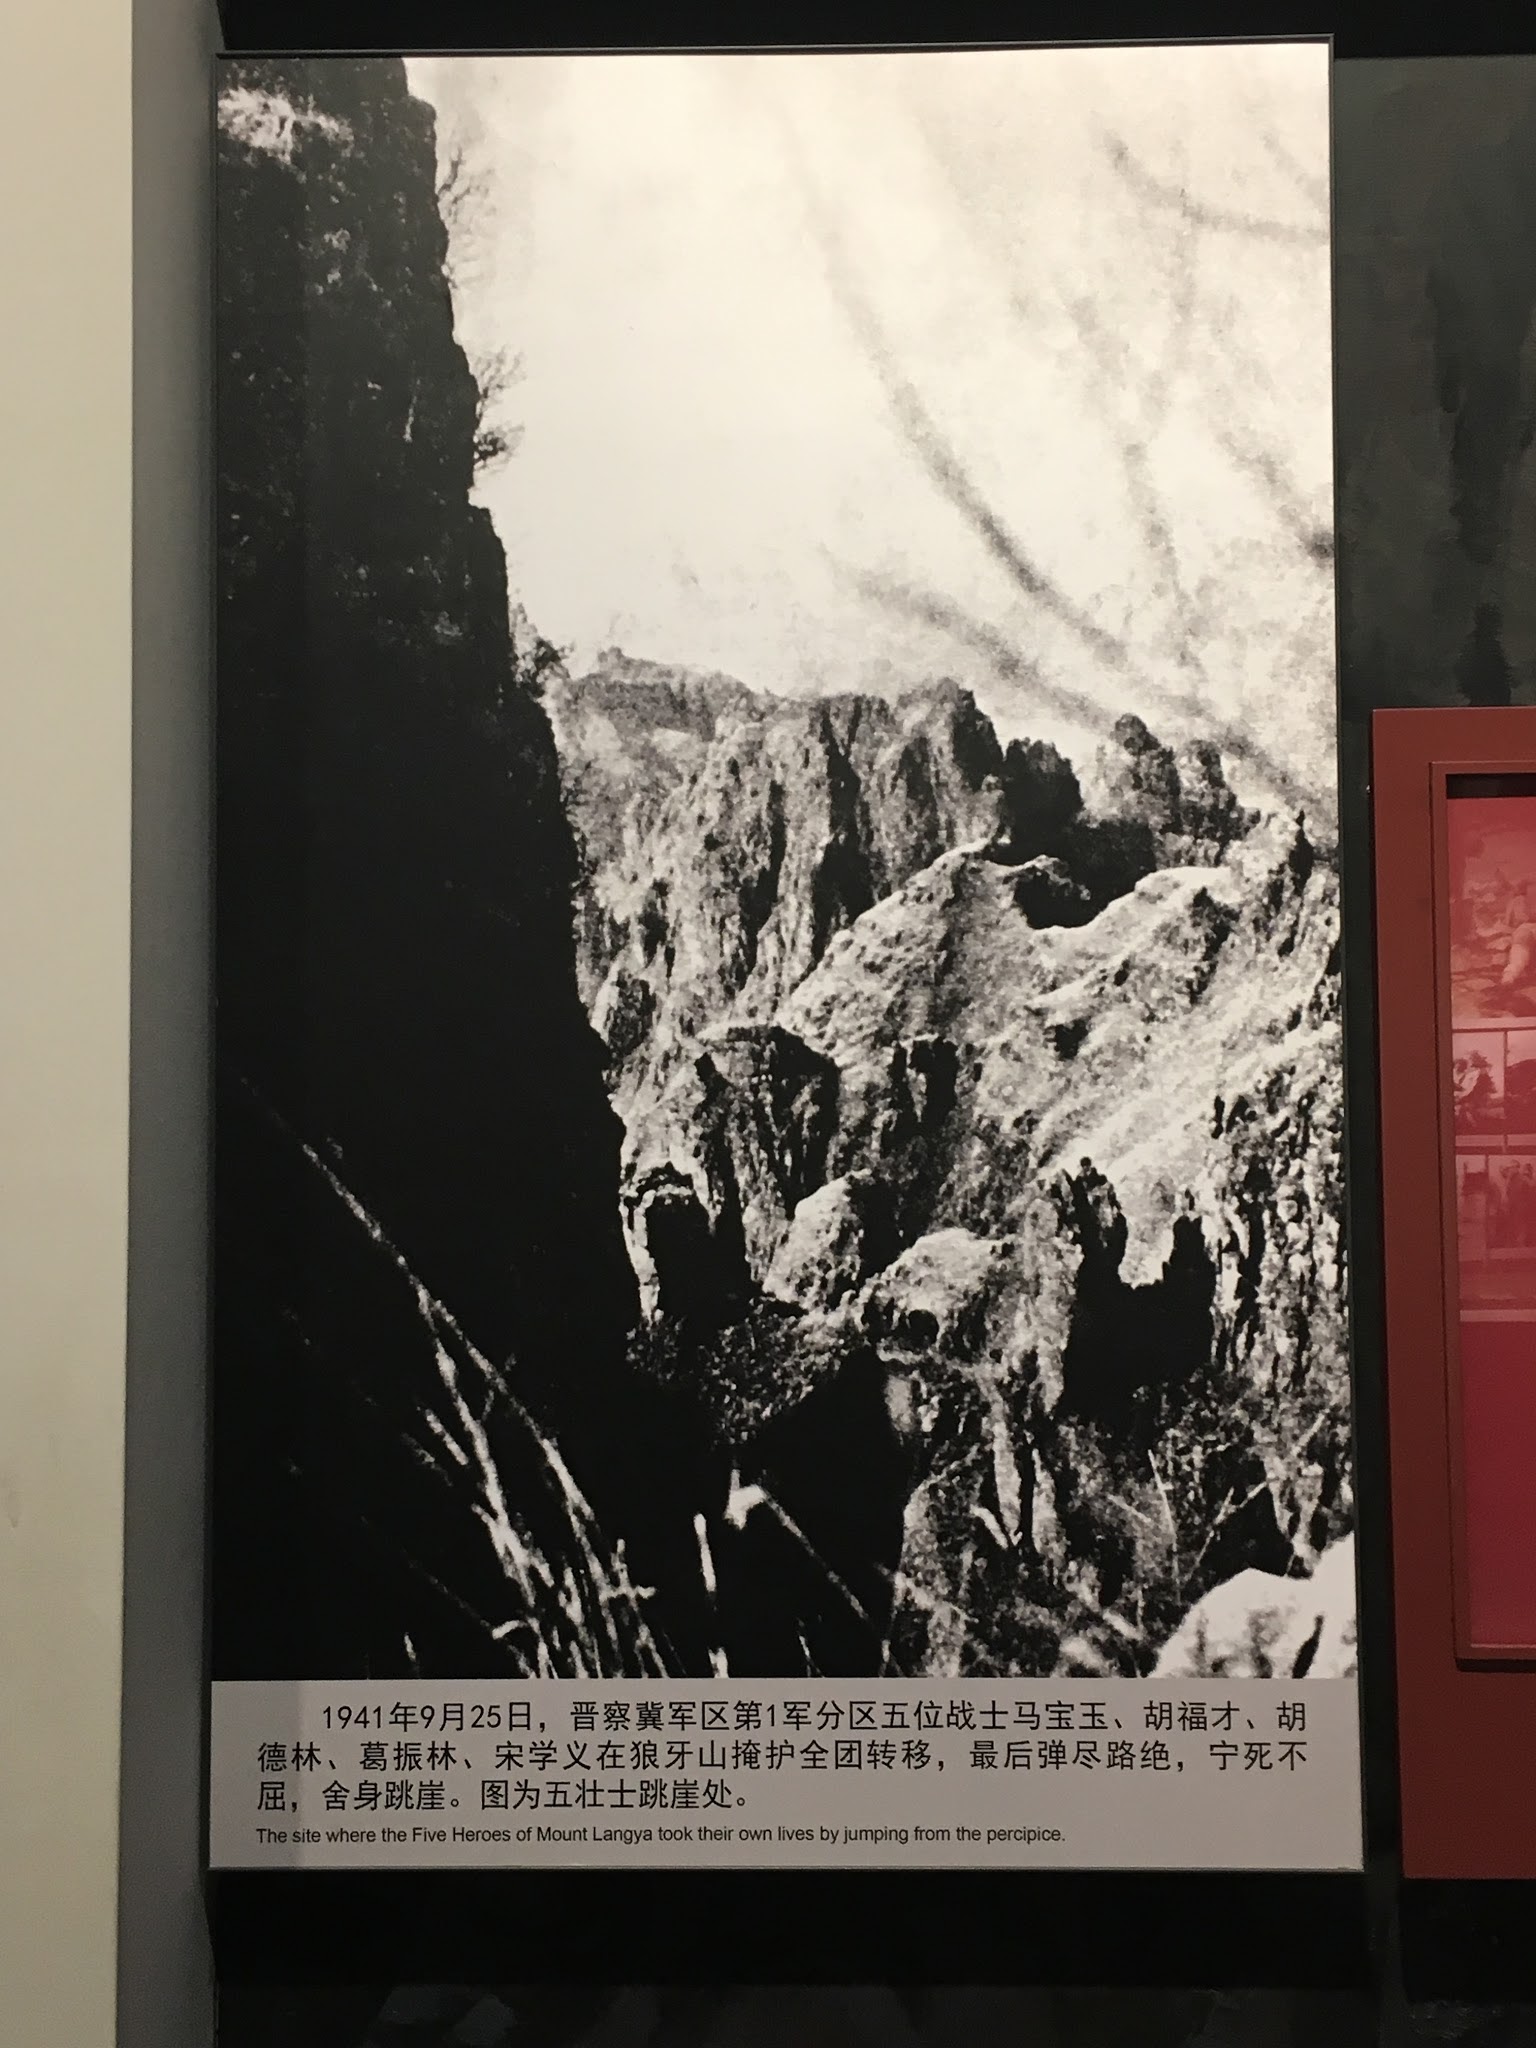 1941年9月25日，晋察冀军区第1军分区五位战士马宝玉、胡福才、胡
德林、葛振林、宋学义在狼牙山掩护全团转移，最后弹尽路绝，宁死不
屈，舍身跳崖。图为五壮士跳崖处。
The site where the Five Heroes of Mount Langya took their own lives by jumping from the percipice.